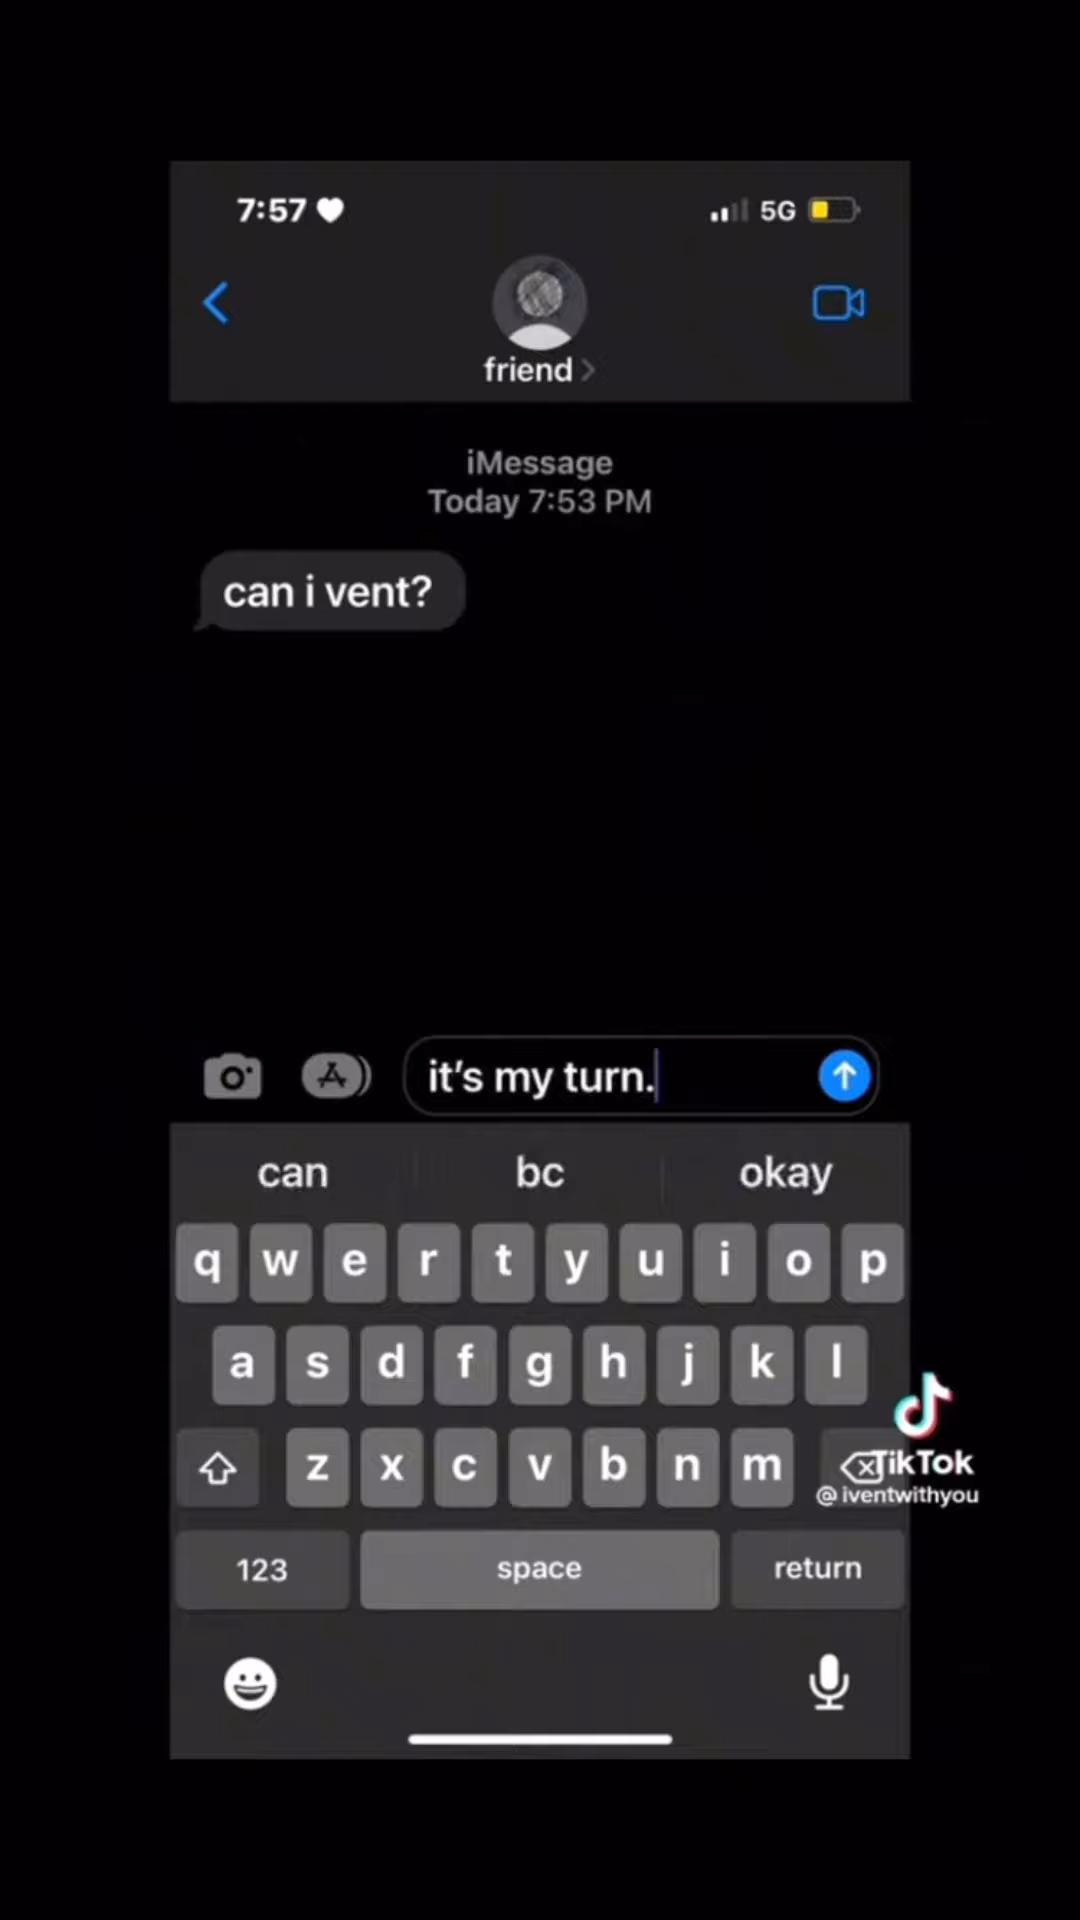 7:57
5G
friend
iMessage
Today 7:53 PM
can i vent?
it's my turn.
can bc okay
q w e r t y u i o p
a s d f g h j k l
z x c v b n m
TikTok
@iventwithyou
123 space return